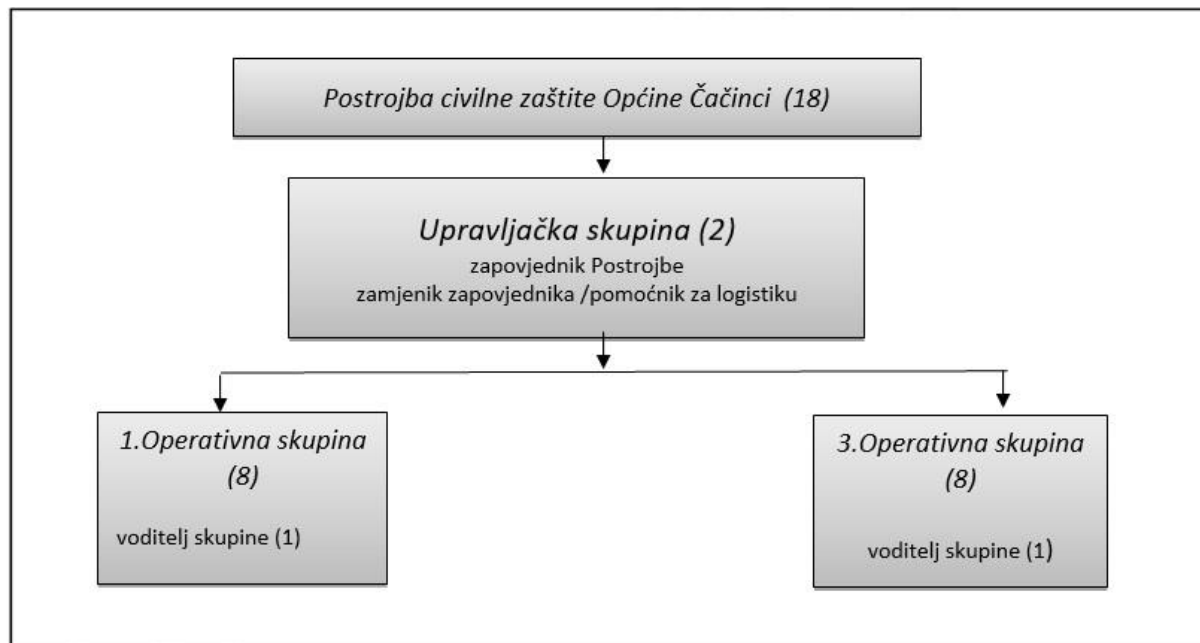 Postrojba civilne zaštite Općine Čačinci (18)
Upravljačka skupina (2)
zapovjednik Postrojbe
zamjenik zapovjednika /pomoćnik za logistiku
1.Operativna skupina
(8)
voditelj skupine (1)
3.Operativna skupina
(8)
voditelj skupine (1)